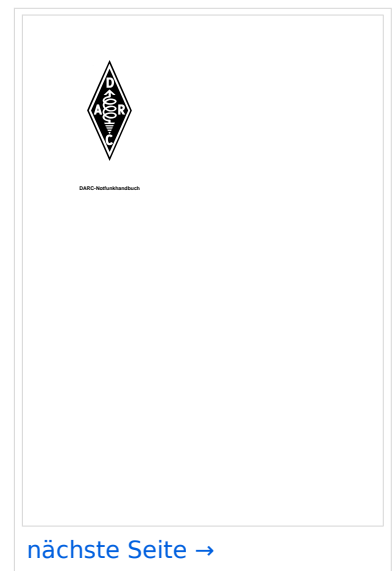 D
A R
C
DARC-Notfunkhandbuch
nächste Seite →